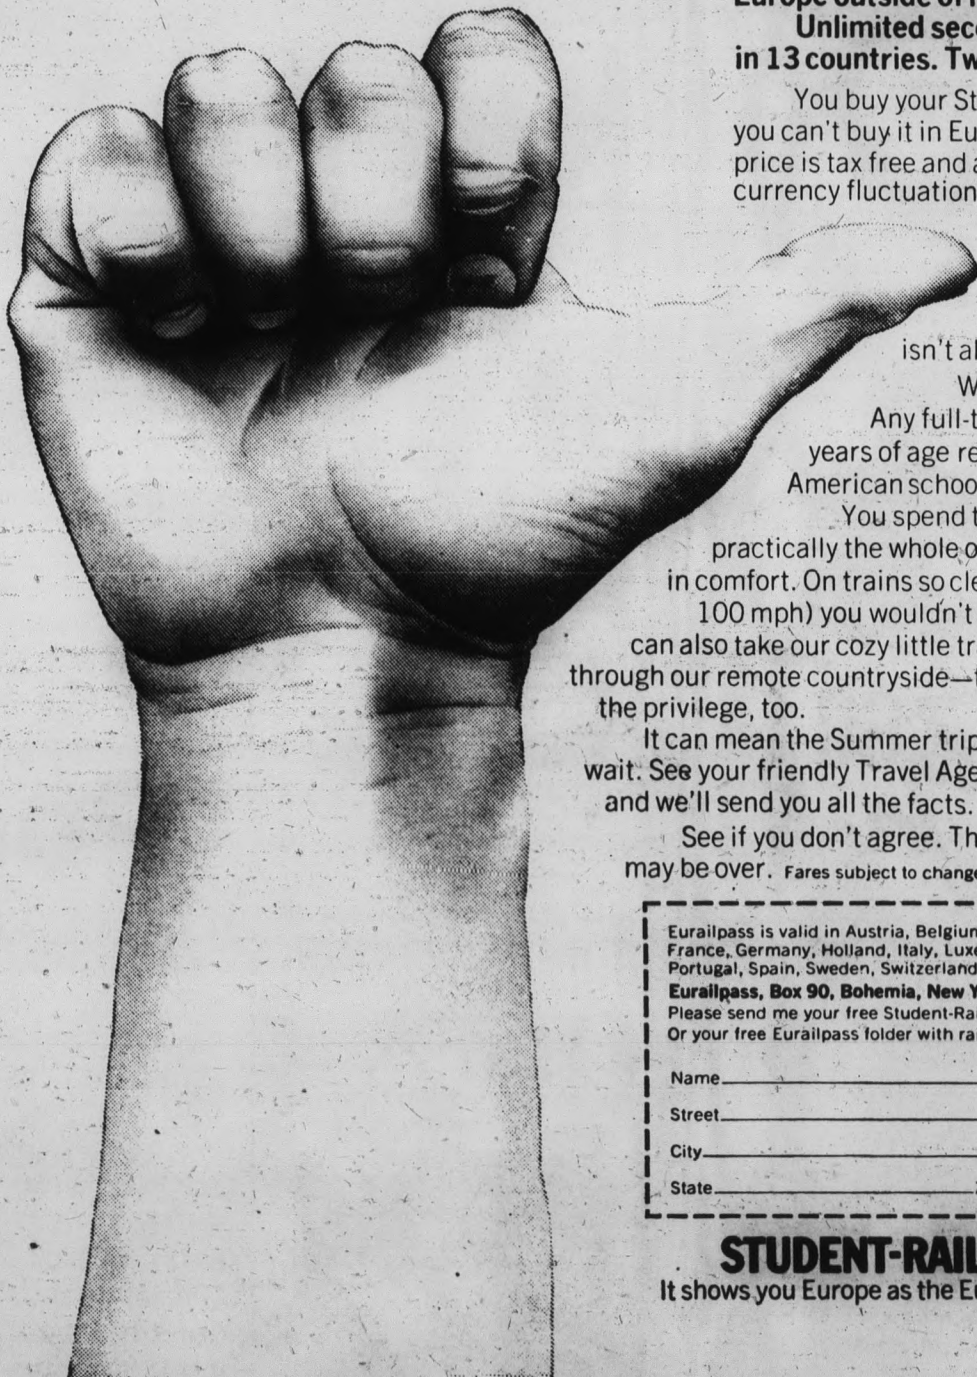 Europe outside of
Unlimited sec
in 13 countries. Tw
You buy your St
you can't buy it in Eu
price is tax free and a
currency fluctuation
isn't al
W
Any full-t
years of age re
American schoo
You spend t
practically the whole o
in comfort. On trains so cle
100 mph) you wouldn't
can also take our cozy little tr
through our remote countryside—f
the privilege, too.
It can mean the Summer trip
wait. See your friendly Travel Age
and we'll send you all the facts.
See if you don't agree. Th
may be over. Fares subject to change
Eurailpass is valid in Austria, Belgium
France, Germany, Holland, Italy, Luxe
Portugal, Spain, Sweden, Switzerland
Eurailpass, Box 90, Bohemia, New Y
Please send me your free Student-Rai
Or your free Eurailpass folder with ra
Name
Street
City
State
STUDENT-RAIL
It shows you Europe as the Eu